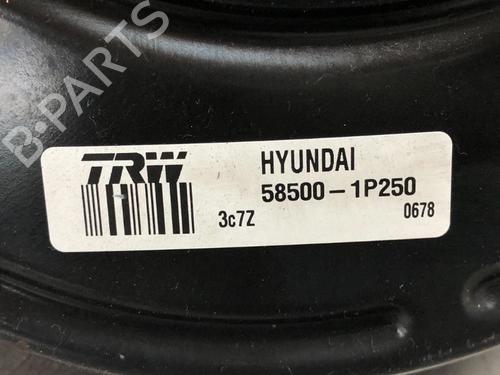 B-PARTS
TRW HYUNDAI
58500-1P250
3c7Z 0678